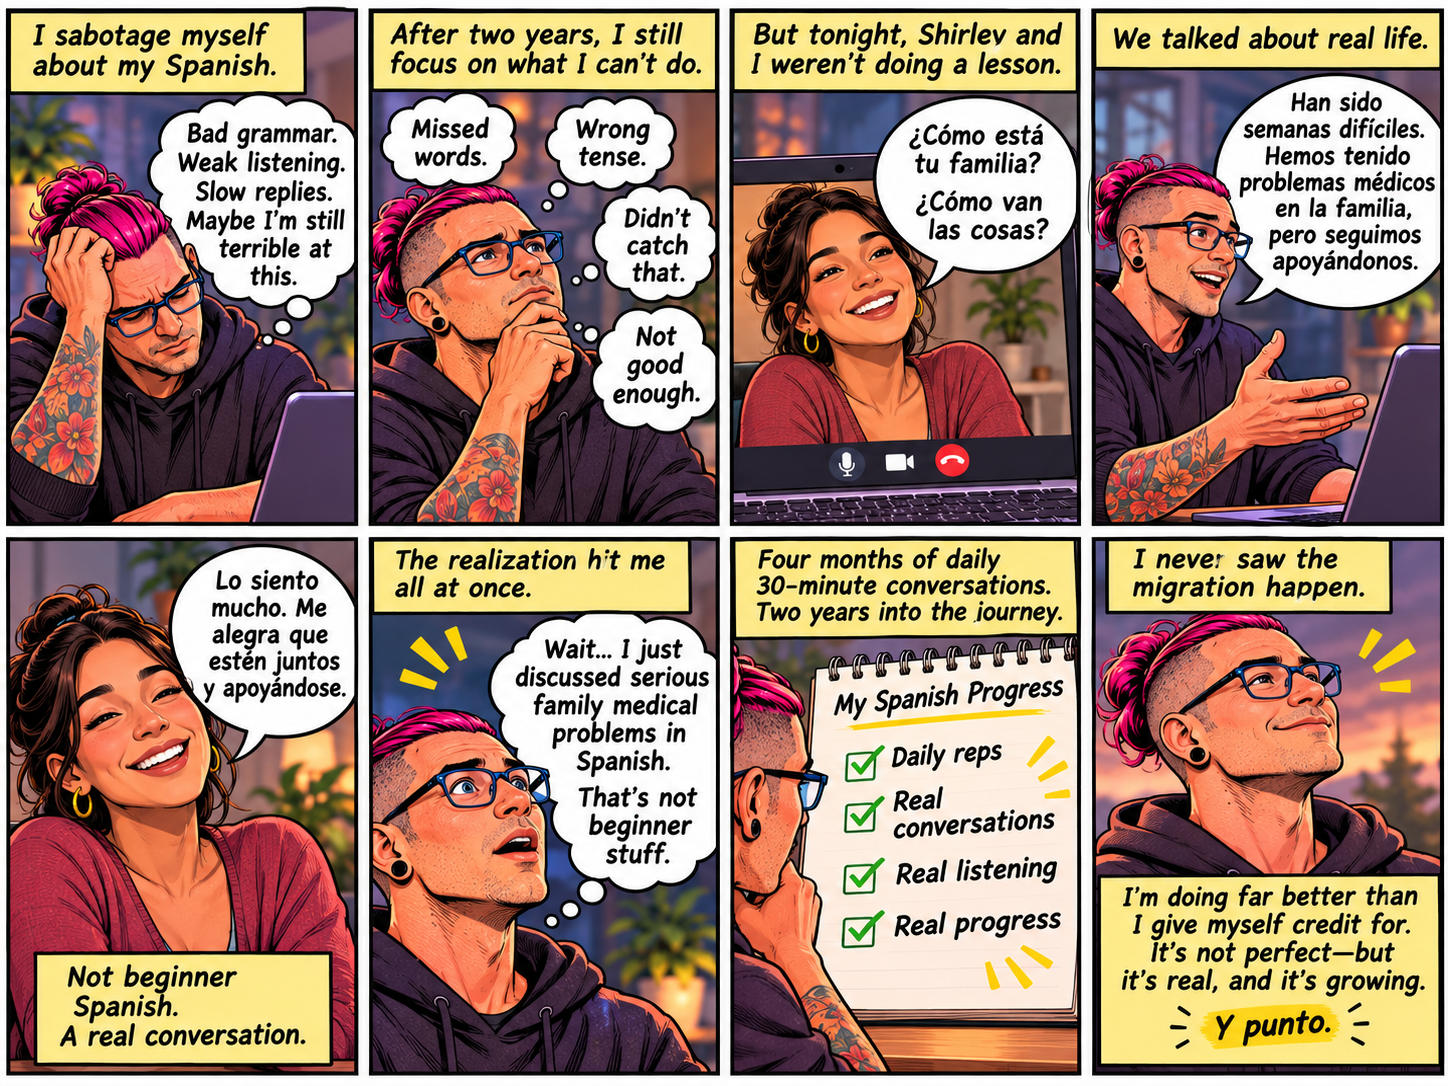 I sabotage myself
about my Spanish.
Bad grammar.
Weak listening.
Slow replies.
Maybe I'm still
terrible at
this.
After two years, I still
focus on what I can't do.
Missed
words.
Wrong
tense.
Didn't
catch
that.
Not
good
enough.
But tonight, Shirley and
I weren't doing a lesson.
¿Cómo está
tu familia?
¿Cómo van
las cosas?
We talked about real life.
Han sido
semanas difíciles.
Hemos tenido
problemas médicos
en la familia,
pero seguimos
apoyándonos.
Lo siento
mucho. Me
alegra que
estén juntos
y apoyándose.
Not beginner
Spanish.
A real conversation.
The realization hit me
all at once.
Wait... I just
discussed serious
family medical
problems in
Spanish.
That's not
beginner
stuff.
Four months of daily
30-minute conversations.
Two years into the journey.
My Spanish Progress
Daily reps
Real
conversations
Real listening
Real progress
I never saw the
migration happen.
I'm doing far better than
I give myself credit for.
It's not perfect—but
it's real, and it's growing.
Y punto.